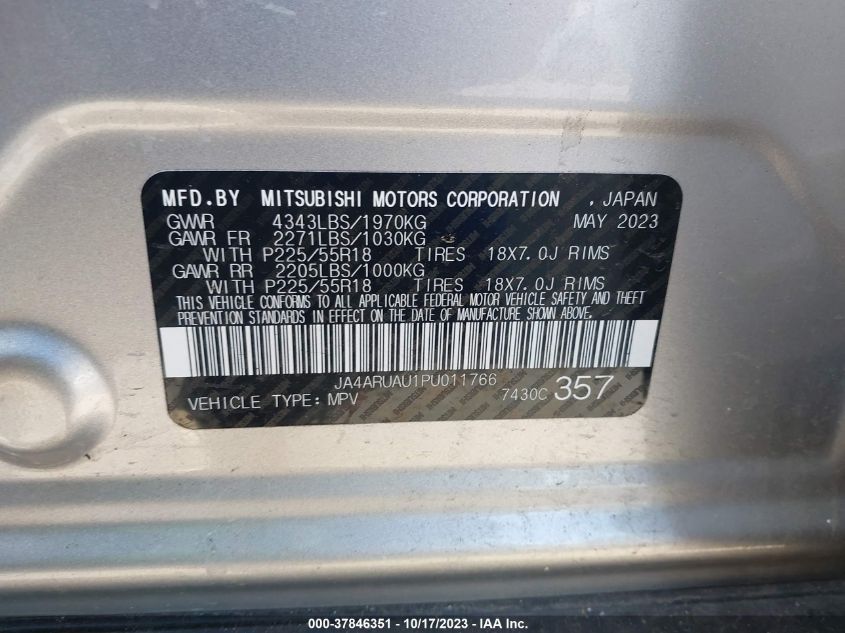 MFD.BY MITSUBISHI MOTORS CORPORATION , JAPAN
GVWR 4343LBS/1970KG MAY 2023
GAWR FR 2271LBS/1030KG
WITH P225/55R18 TIRES 18X7.0J RIMS
GAWR RR 2205LBS/1000KG
WITH P225/55R18 TIRES 18X7.0J RIMS
THIS VEHICLE CONFORMS TO ALL APPLICABLE FEDERAL MOTOR VEHICLE SAFETY AND THEFT
PREVENTION STANDARDS IN EFFECT ON THE DATE OF MANUFACTURE SHOWN ABOVE.
JA4ARUAU1PU011766
VEHICLE TYPE: MPV 7430C 357
000-37846351 - 10/17/2023 - IAA Inc.